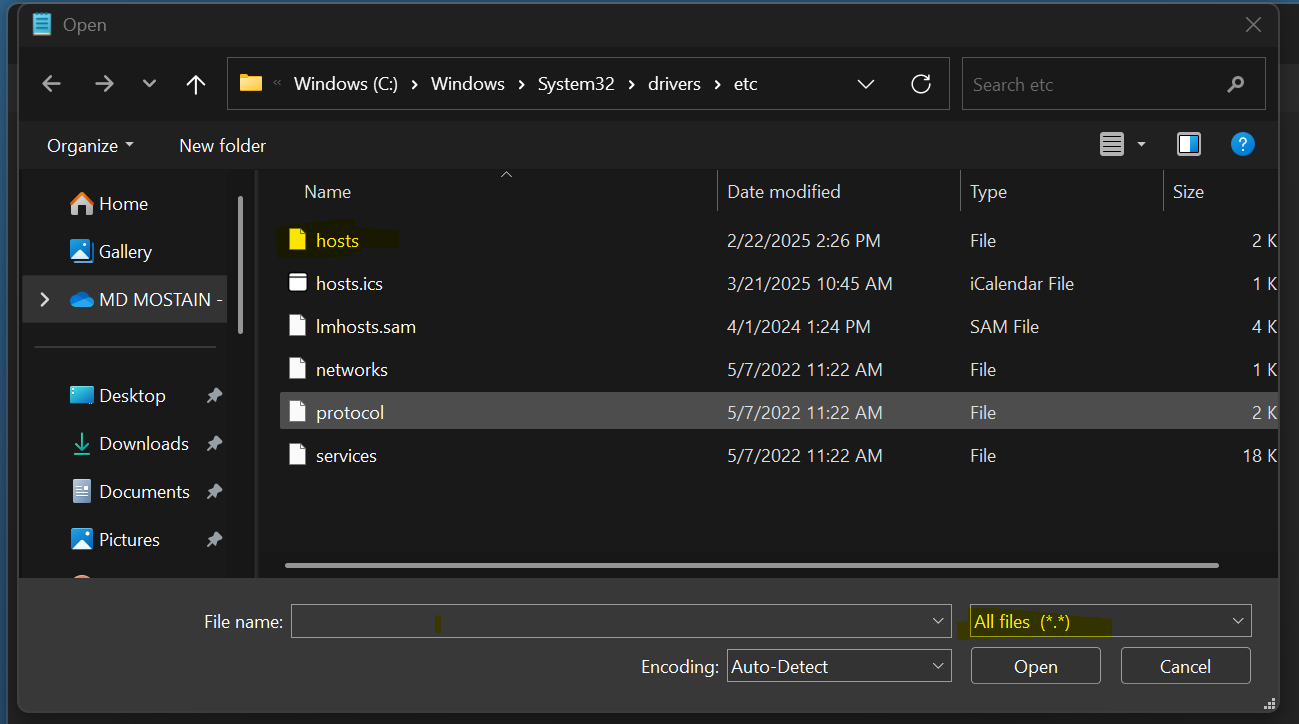 Open
Windows (C:) > Windows > System32 > drivers > etc
Search etc
Organize
New folder
?
Name
Date modified
Type
Size
Home
Gallery
MD MOSTAIN -
Desktop
Downloads
Documents
Pictures
hosts 2/22/2025 2:26 PM File 2 K
hosts.ics 3/21/2025 10:45 AM iCalendar File 1 K
lmhosts.sam 4/1/2024 1:24 PM SAM File 4 K
networks 5/7/2022 11:22 AM File 1 K
protocol 5/7/2022 11:22 AM File 2 K
services 5/7/2022 11:22 AM File 18 K
File name:
All files (*.*)
Encoding: Auto-Detect
Open
Cancel